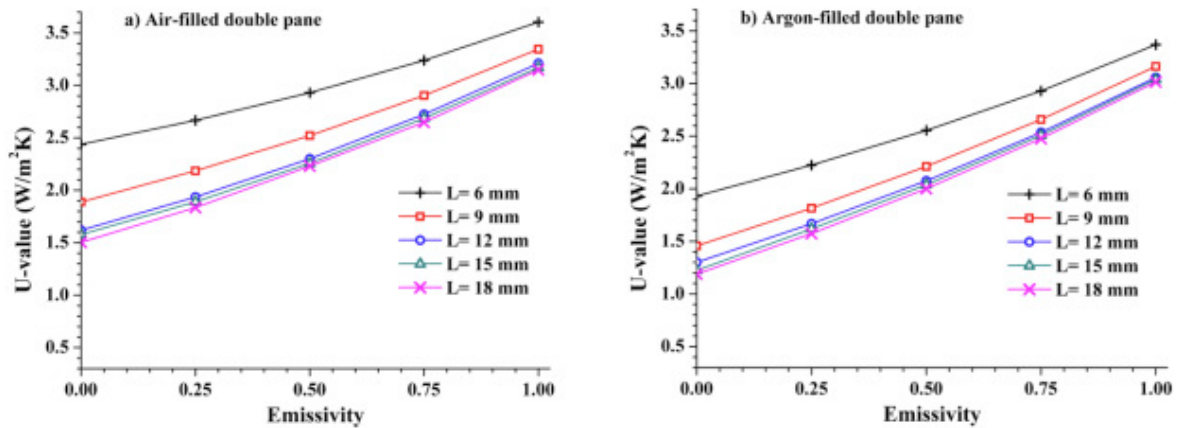 a) Air-filled double pane
U-value (W/m²K)
3.5
3.0
2.5
2.0
1.5
1.0
0.5
L= 6 mm
L= 9 mm
L= 12 mm
L= 15 mm
L= 18 mm
0.00 0.25 0.50 0.75 1.00
Emissivity
b) Argon-filled double pane
U-value (W/m²K)
3.5
3.0
2.5
2.0
1.5
1.0
0.5
L= 6 mm
L= 9 mm
L= 12 mm
L= 15 mm
L= 18 mm
0.00 0.25 0.50 0.75 1.00
Emissivity